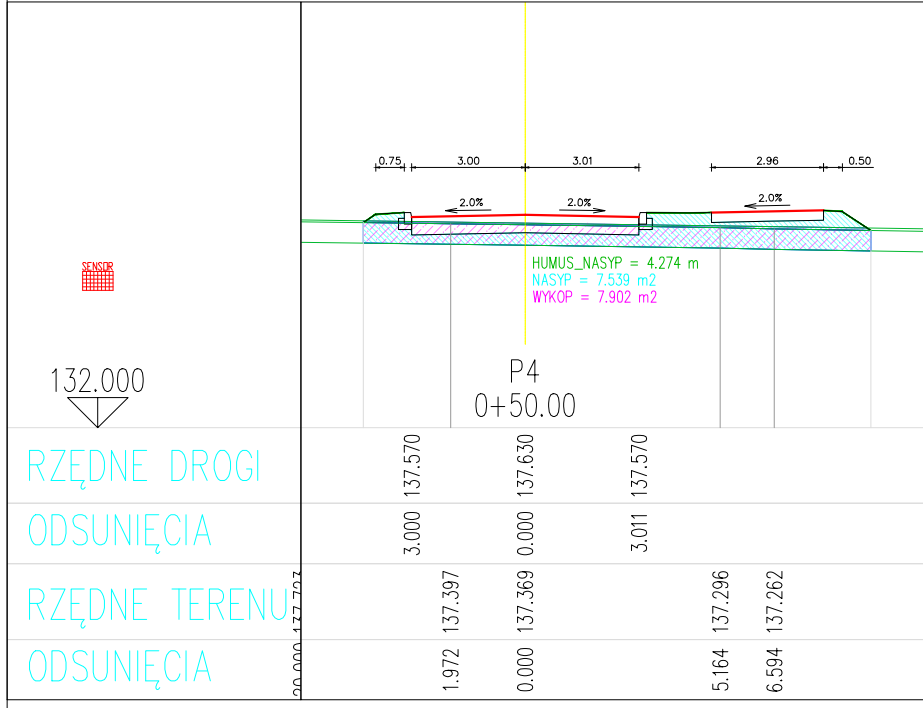 0.75 3.00 3.01 2.96 0.50
2.0% 2.0% 2.0%
HUMUS_NASYP = 4.274 m
NASYP = 7.539 m2
WYKOP = 7.902 m2
SENSOR
132.000
P4
0+50.00
RZĘDNE DROGI 137.570 137.630 137.570
ODSUNIĘCIA 3.000 0.000 3.011
RZĘDNE TERENU 137.397 137.369 137.296 137.262
ODSUNIĘCIA 1.972 0.000 5.164 6.594